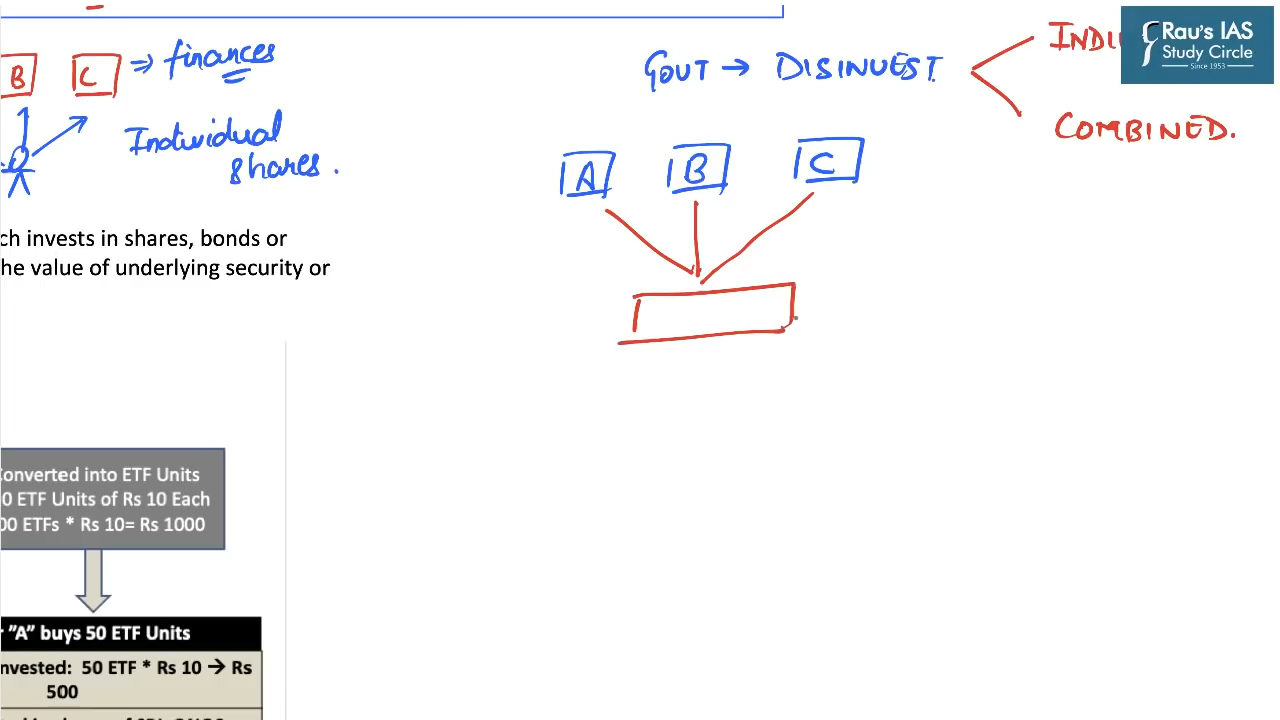 B C ⇒ finances
Individual
shares.
GOVT → DISINVEST
COMBINED.
A B C
Rau's IAS
Study Circle
Since 1953
ch invests in shares, bonds or
he value of underlying security or
Converted into ETF Units
0 ETF Units of Rs 10 Each
00 ETFs * Rs 10= Rs 1000
"A" buys 50 ETF Units
nvested: 50 ETF * Rs 10 → Rs
500